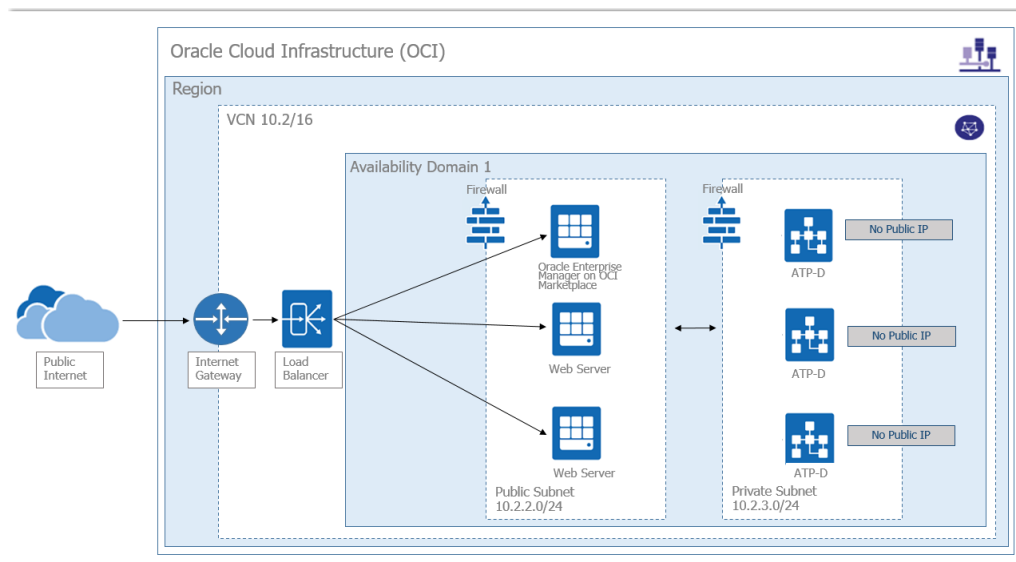 Oracle Cloud Infrastructure (OCI)
Region
VCN 10.2/16
Availability Domain 1
Firewall
Firewall
No Public IP
Oracle Enterprise
Manager on OCI
Marketplace
ATP-D
No Public IP
Public
Internet
Internet
Gateway
Load
Balancer
Web Server
ATP-D
No Public IP
Web Server
ATP-D
Public Subnet
10.2.2.0/24
Private Subnet
10.2.3.0/24